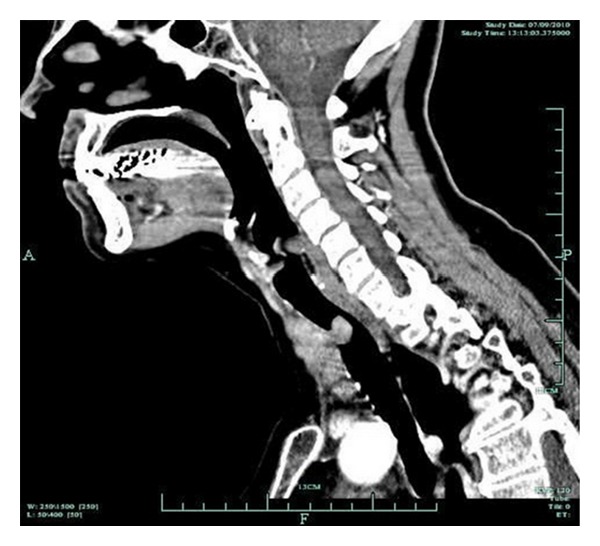 Study Date: 07/09/2010
Study Time: 13:13:03.375000
A
P
13CM
W: 250\1500 [250]
L: 50\400 [50]
F
Tilt: 0
ET: